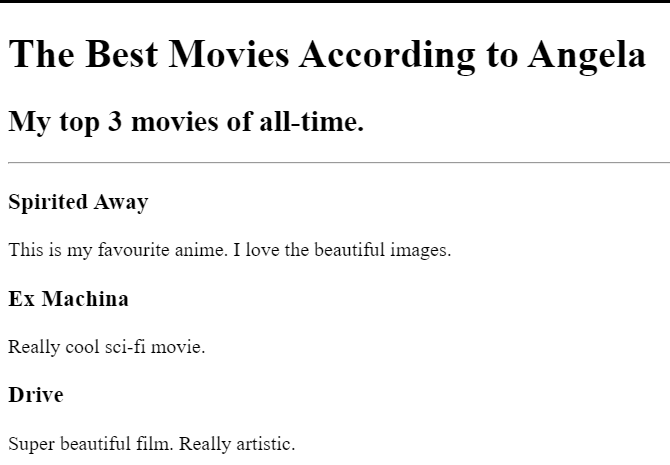 The Best Movies According to Angela
My top 3 movies of all-time.
Spirited Away
This is my favourite anime. I love the beautiful images.
Ex Machina
Really cool sci-fi movie.
Drive
Super beautiful film. Really artistic.